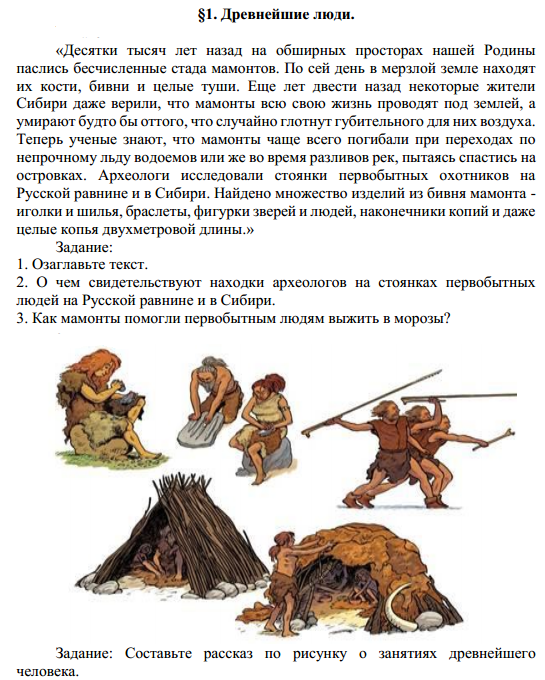 §1. Древнейшие люди.
«Десятки тысяч лет назад на обширных просторах нашей Родины
паслись бесчисленные стада мамонтов. По сей день в мерзлой земле находят
их кости, бивни и целые туши. Еще лет двести назад некоторые жители
Сибири даже верили, что мамонты всю свою жизнь проводят под землей, а
умирают будто бы оттого, что случайно глотнут губительного для них воздуха.
Теперь ученые знают, что мамонты чаще всего погибали при переходах по
непрочному льду водоемов или же во время разливов рек, пытаясь спастись на
островках. Археологи исследовали стоянки первобытных охотников на
Русской равнине и в Сибири. Найдено множество изделий из бивня мамонта -
иголки и шилья, браслеты, фигурки зверей и людей, наконечники копий и даже
целые копья двухметровой длины.»
Задание:
1. Озаглавьте текст.
2. О чем свидетельствуют находки археологов на стоянках первобытных
людей на Русской равнине и в Сибири.
3. Как мамонты помогли первобытным людям выжить в морозы?
Задание: Составьте рассказ по рисунку о занятиях древнейшего
человека.